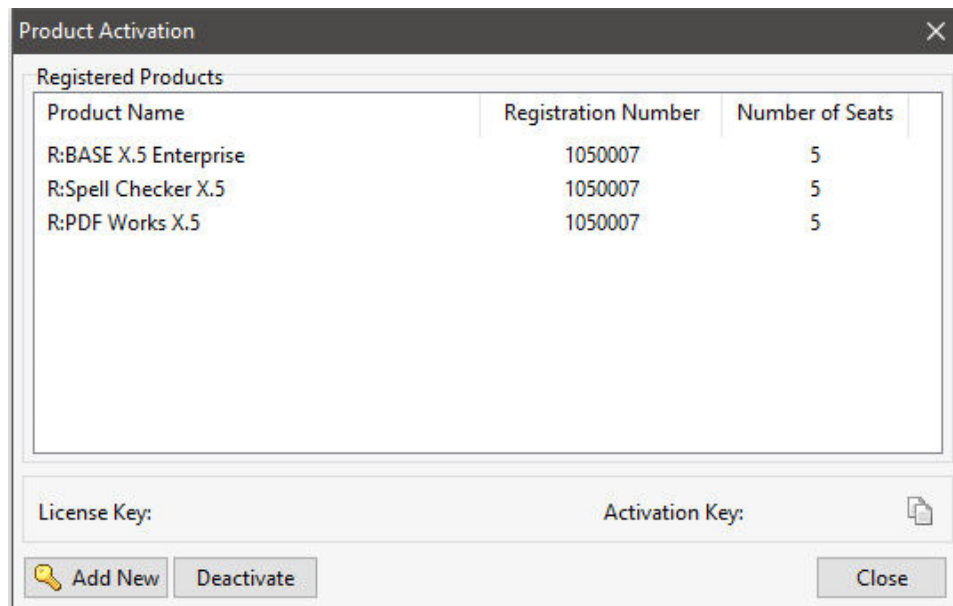 Product Activation
Registered Products
Product Name Registration Number Number of Seats
R:BASE X.5 Enterprise 1050007 5
R:Spell Checker X.5 1050007 5
R:PDF Works X.5 1050007 5
License Key: Activation Key:
Add New Deactivate Close